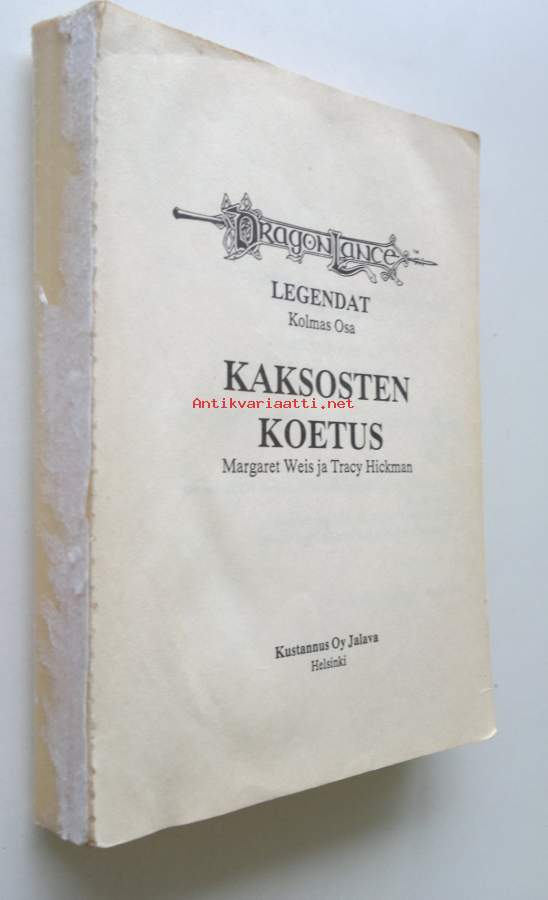 DRAGONLANCE
LEGENDAT
Kolmas Osa
KAKSOSTEN
Antikvariaatti.net
KOETUS
Margaret Weis ja Tracy Hickman
Kustannus Oy Jalava
Helsinki